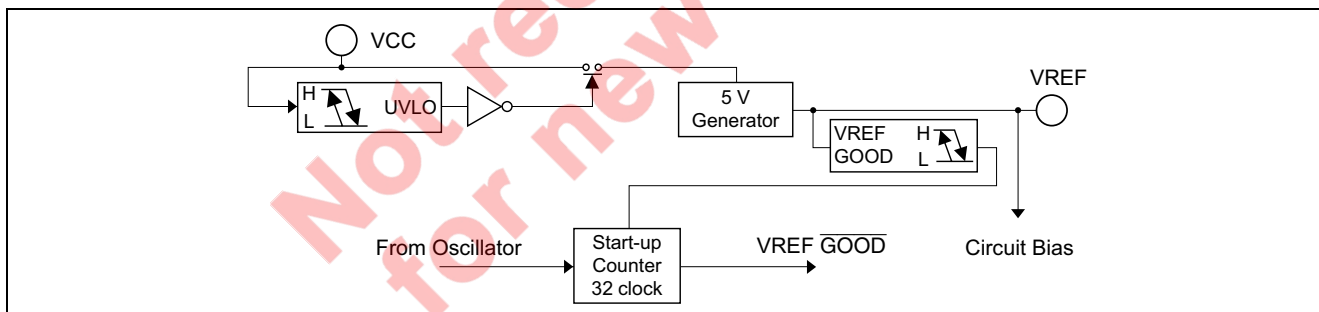 VCC
H
L
UVLO
5 V
Generator
VREF
VREF
GOOD
H
L
From Oscillator
Start-up
Counter
32 clock
VREF GOOD
Circuit Bias
Not re
for new